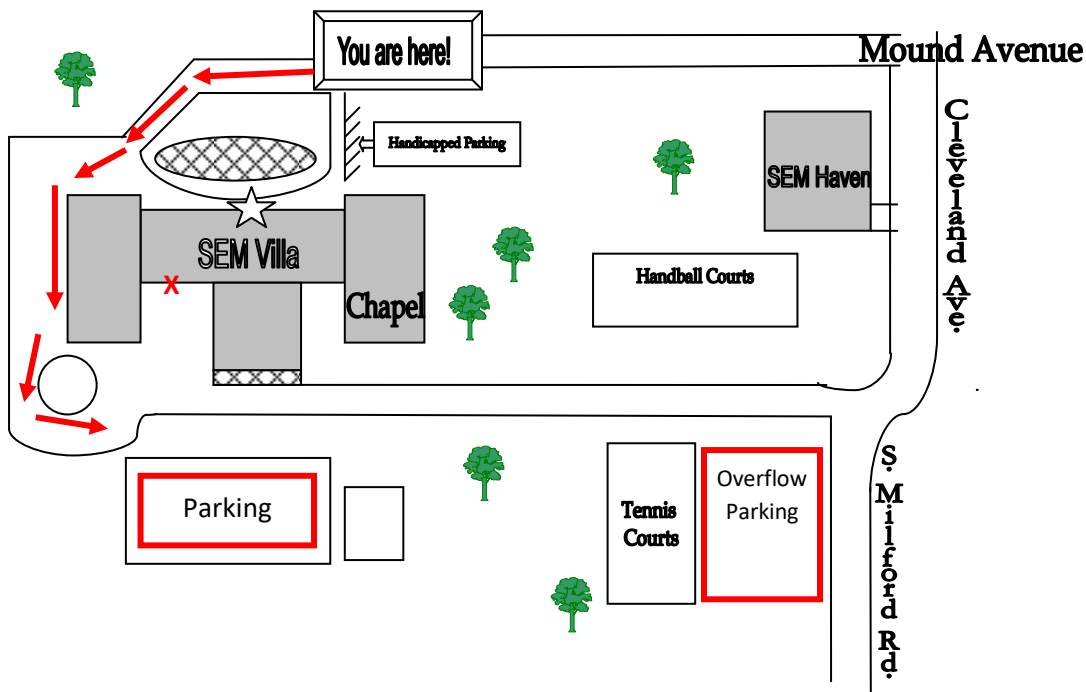 You are here!
Mound Avenue
Handicapped Parking
SEM Haven
Cleveland Ave.
SEM Villa
X
Chapel
Handball Courts
Parking
Tennis
Courts
Overflow
Parking
S. Milford Rd.